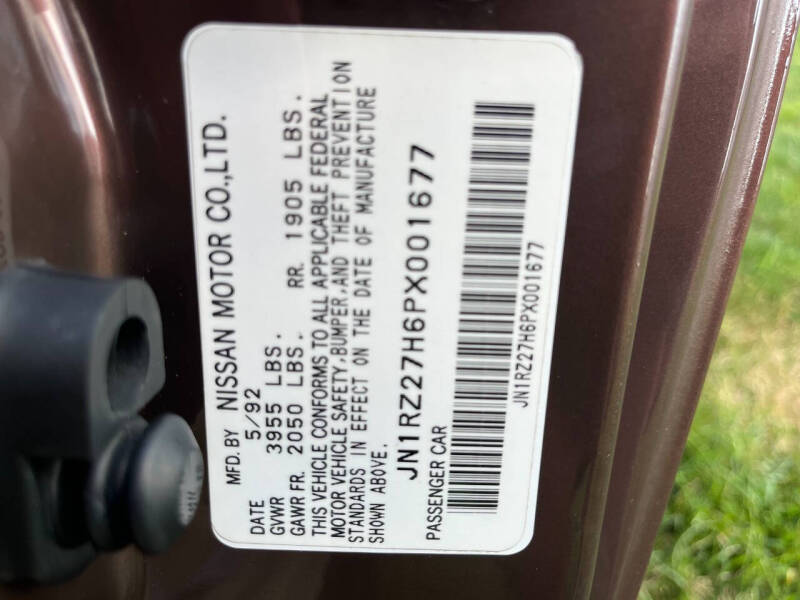 MFD. BY NISSAN MOTOR CO.,LTD.
DATE 5/92
GVWR 3955 LBS.
GAWR FR. 2050 LBS. RR. 1905 LBS.
THIS VEHICLE CONFORMS TO ALL APPLICABLE FEDERAL
MOTOR VEHICLE SAFETY,BUMPER,AND THEFT PREVENTION
STANDARDS IN EFFECT ON THE DATE OF MANUFACTURE
SHOWN ABOVE.
JN1RZ27H6PX001677
PASSENGER CAR
JN1RZ27H6PX001677